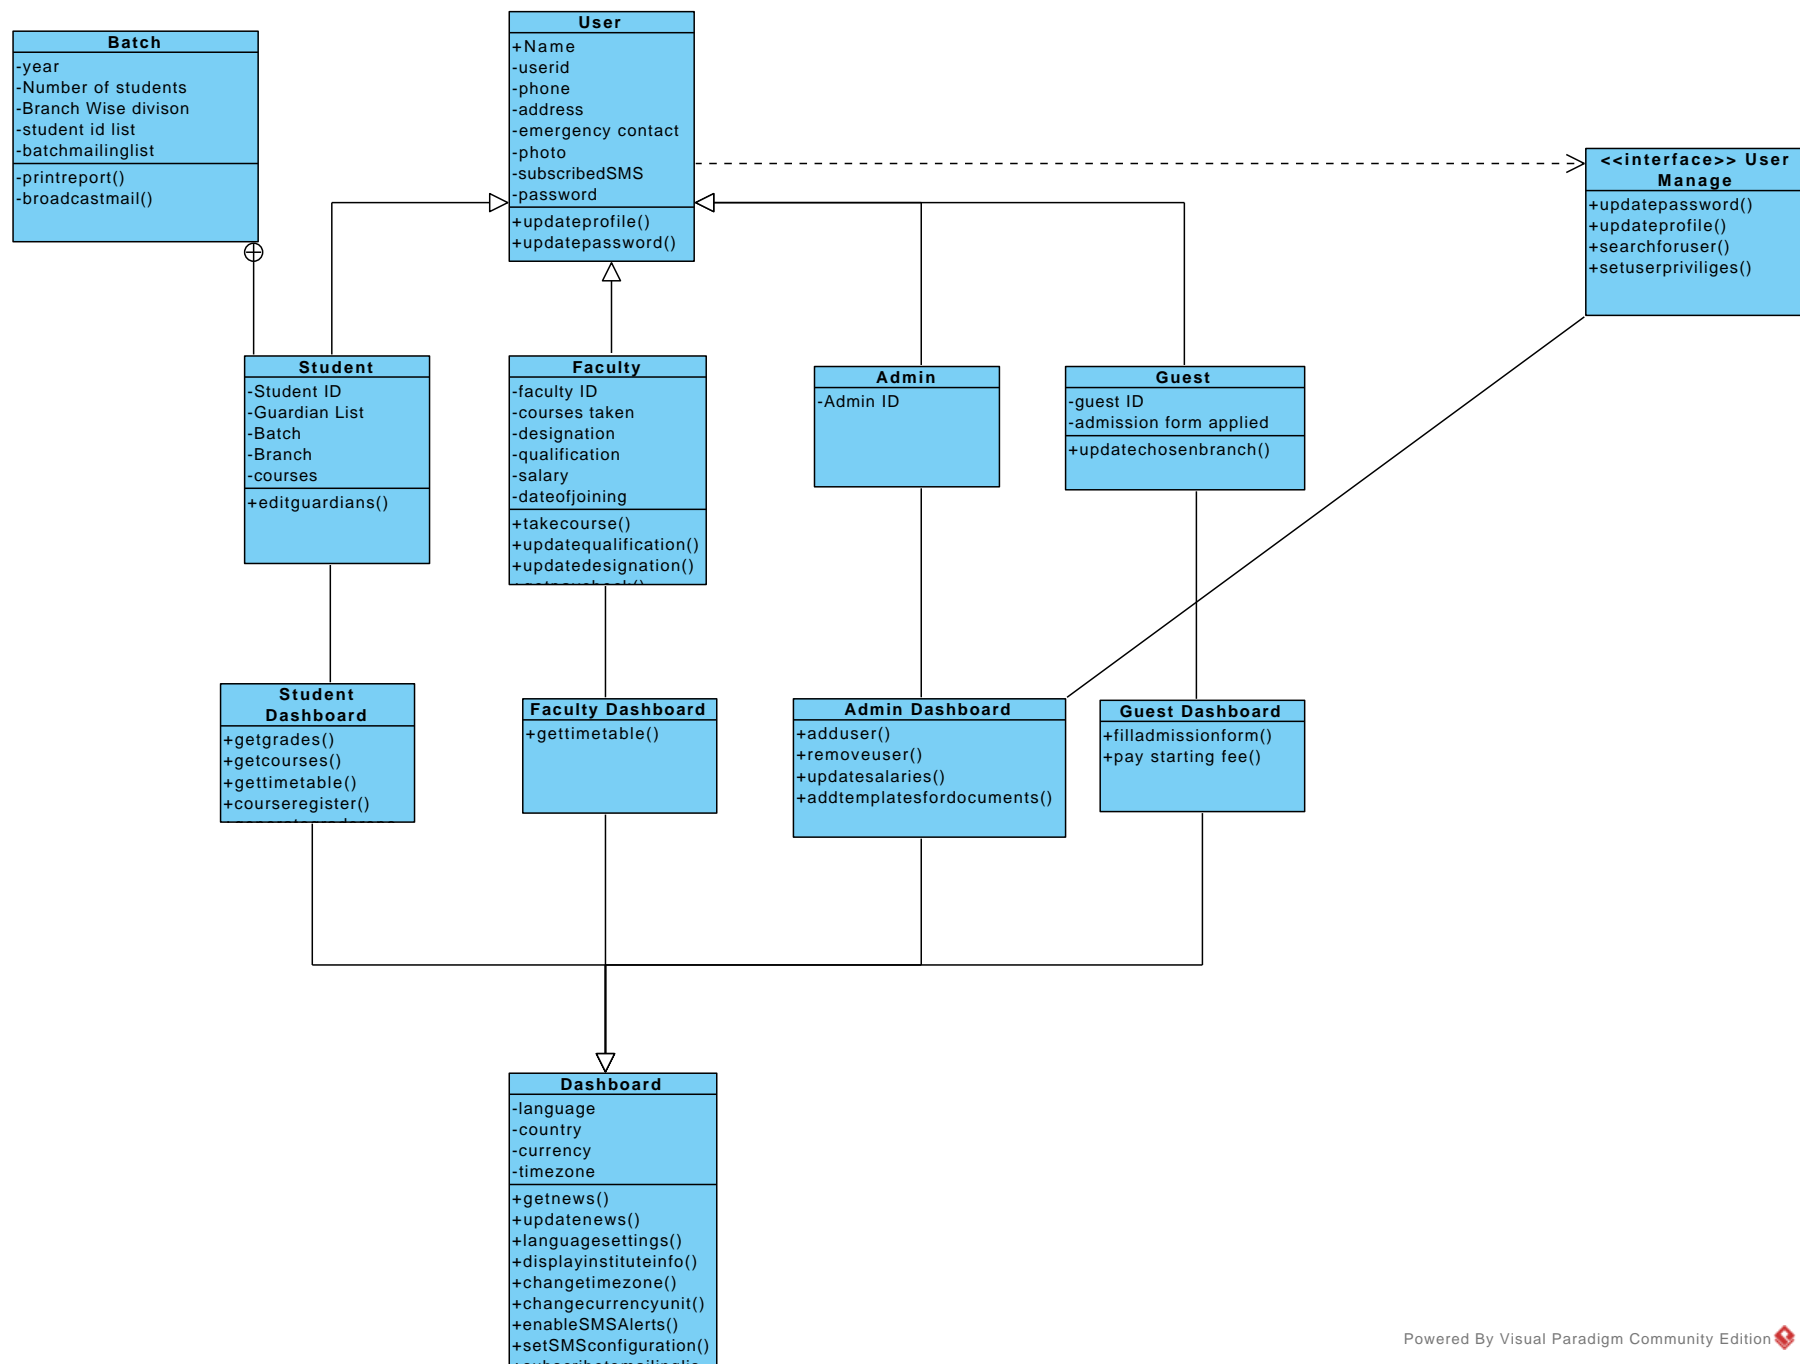 Batch
-year
-Number of students
-Branch Wise divison
-student id list
-batchmailinglist
-printreport()
-broadcastmail()
User
+Name
-userid
-phone
-address
-emergency contact
-photo
-subscribedSMS
-password
+updateprofile()
+updatepassword()
<<interface>> User
Manage
+updatepassword()
+updateprofile()
+searchforuser()
+setuserpriviliges()
Student
-Student ID
-Guardian List
-Batch
-Branch
-courses
+editguardians()
Faculty
-faculty ID
-courses taken
-designation
-qualification
-salary
-dateofjoining
+takecourse()
+updatequalification()
+updatedesignation()
Admin
-Admin ID
Guest
-guest ID
-admission form applied
+updatechosenbranch()
Student
Dashboard
+getgrades()
+getcourses()
+gettimetable()
+courseregister()
Faculty Dashboard
+gettimetable()
Admin Dashboard
+adduser()
+removeuser()
+updatesalaries()
+addtemplatesfordocuments()
Guest Dashboard
+filladmissionform()
+pay starting fee()
Dashboard
-language
-country
-currency
-timezone
+getnews()
+updatenews()
+languagesettings()
+displayinstituteinfo()
+changetimezone()
+changecurrencyunit()
+enableSMSAlerts()
+setSMSconfiguration()
Powered By Visual Paradigm Community Edition